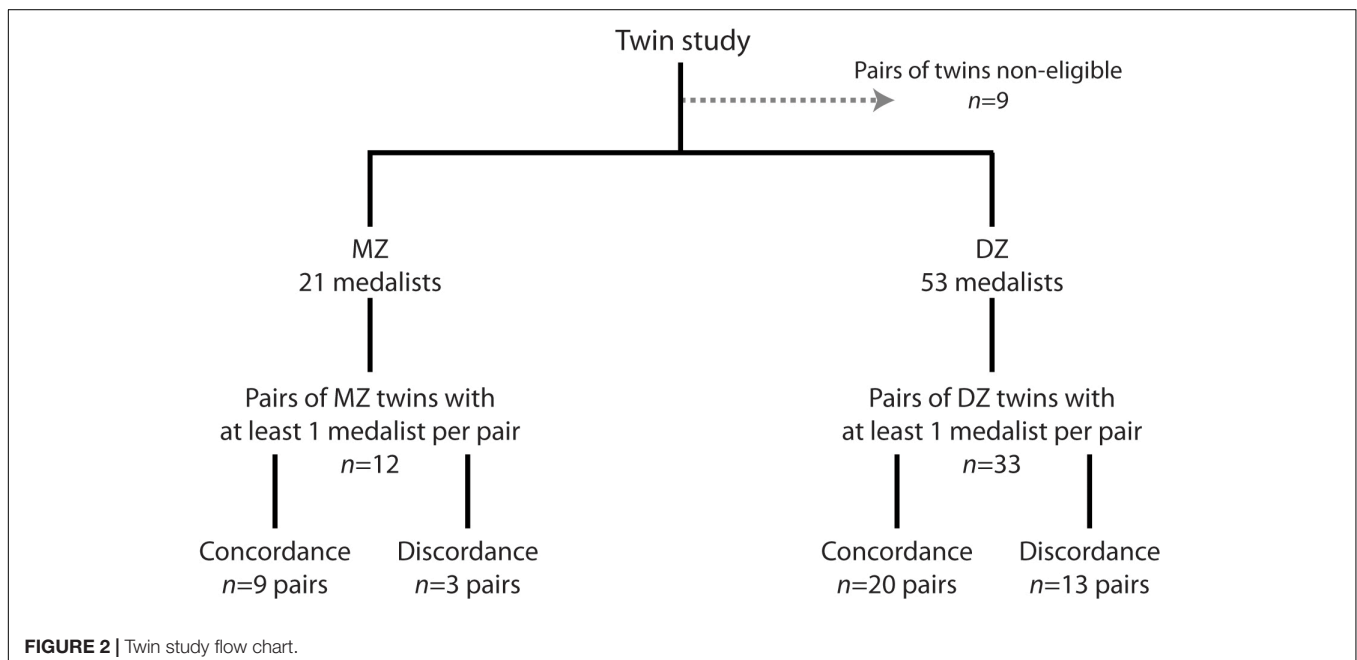 Twin study
Pairs of twins non-eligible
n=9
MZ
21 medalists
DZ
53 medalists
Pairs of MZ twins with
at least 1 medalist per pair
n=12
Pairs of DZ twins with
at least 1 medalist per pair
n=33
Concordance
n=9 pairs
Discordance
n=3 pairs
Concordance
n=20 pairs
Discordance
n=13 pairs
FIGURE 2 | Twin study flow chart.